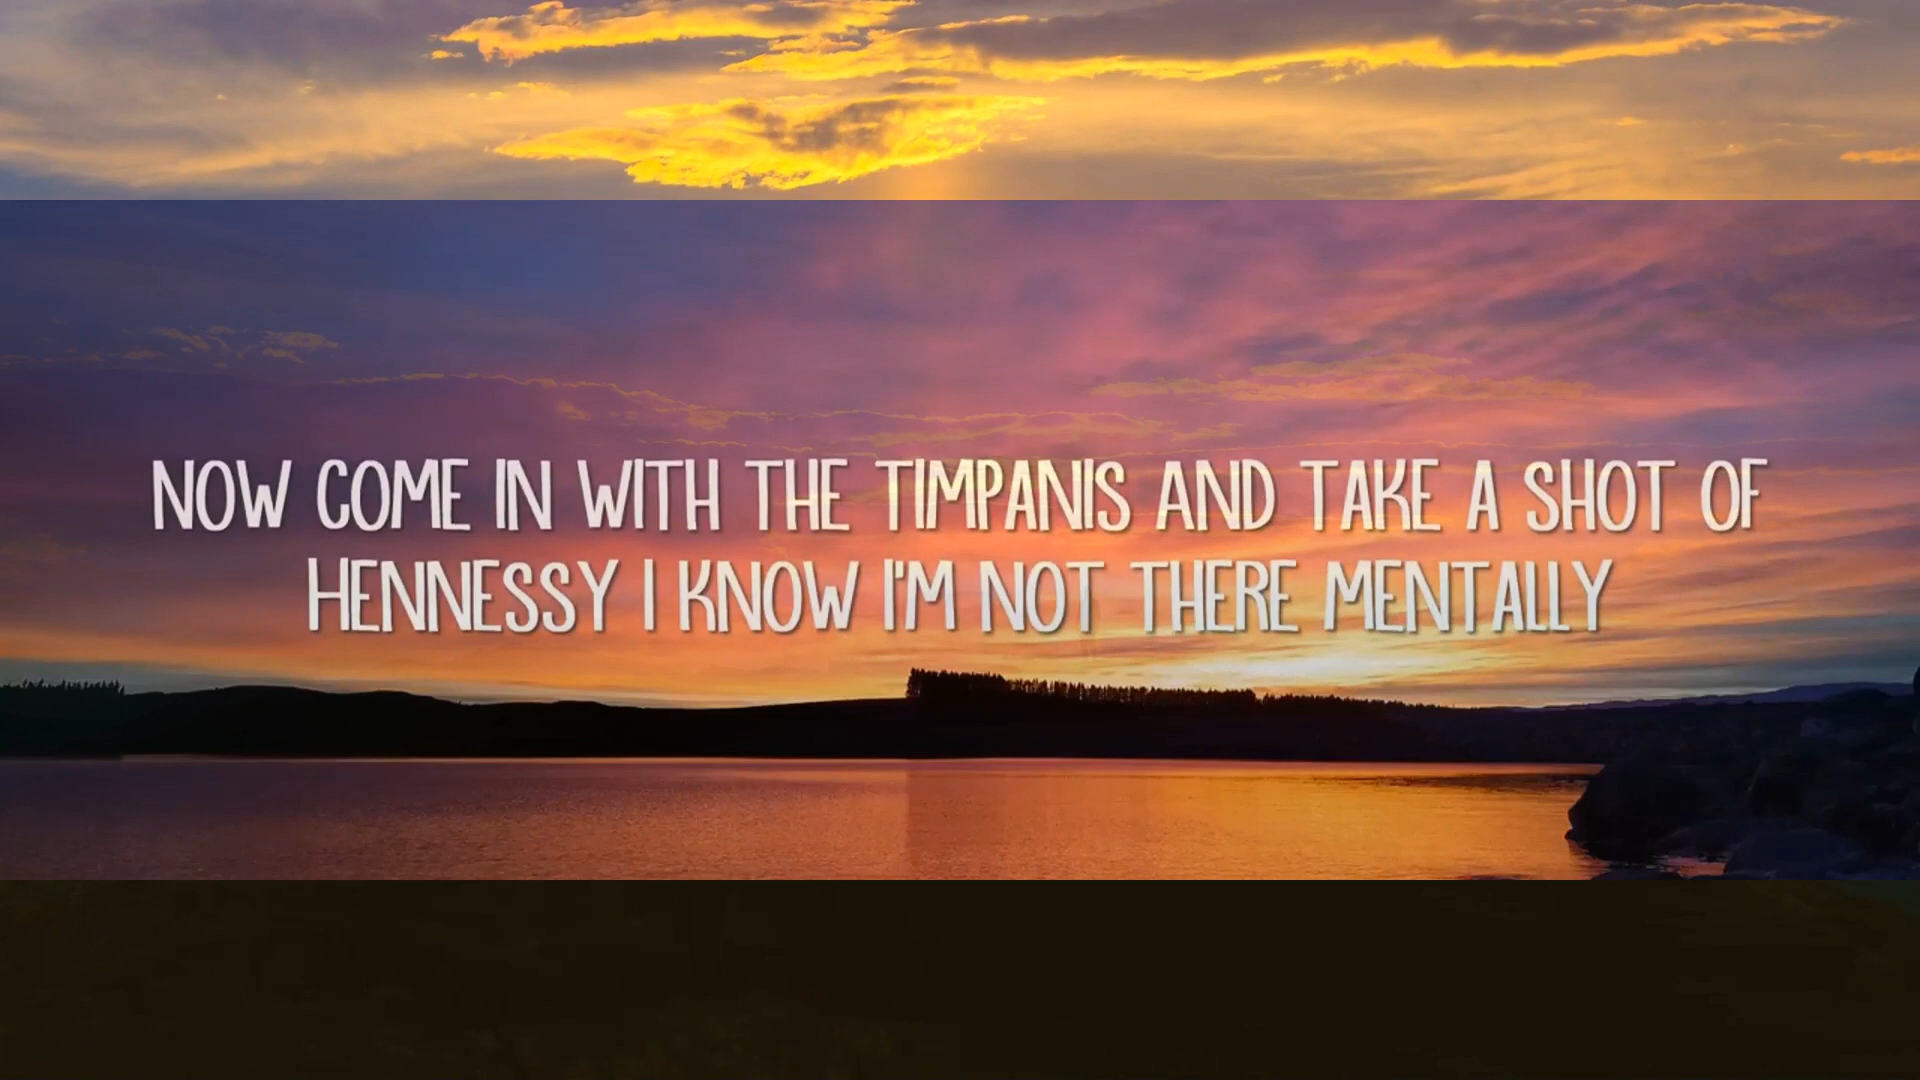 NOW COME IN WITH THE TIMPANIS AND TAKE A SHOT OF
HENNESSY I KNOW I'M NOT THERE MENTALLY